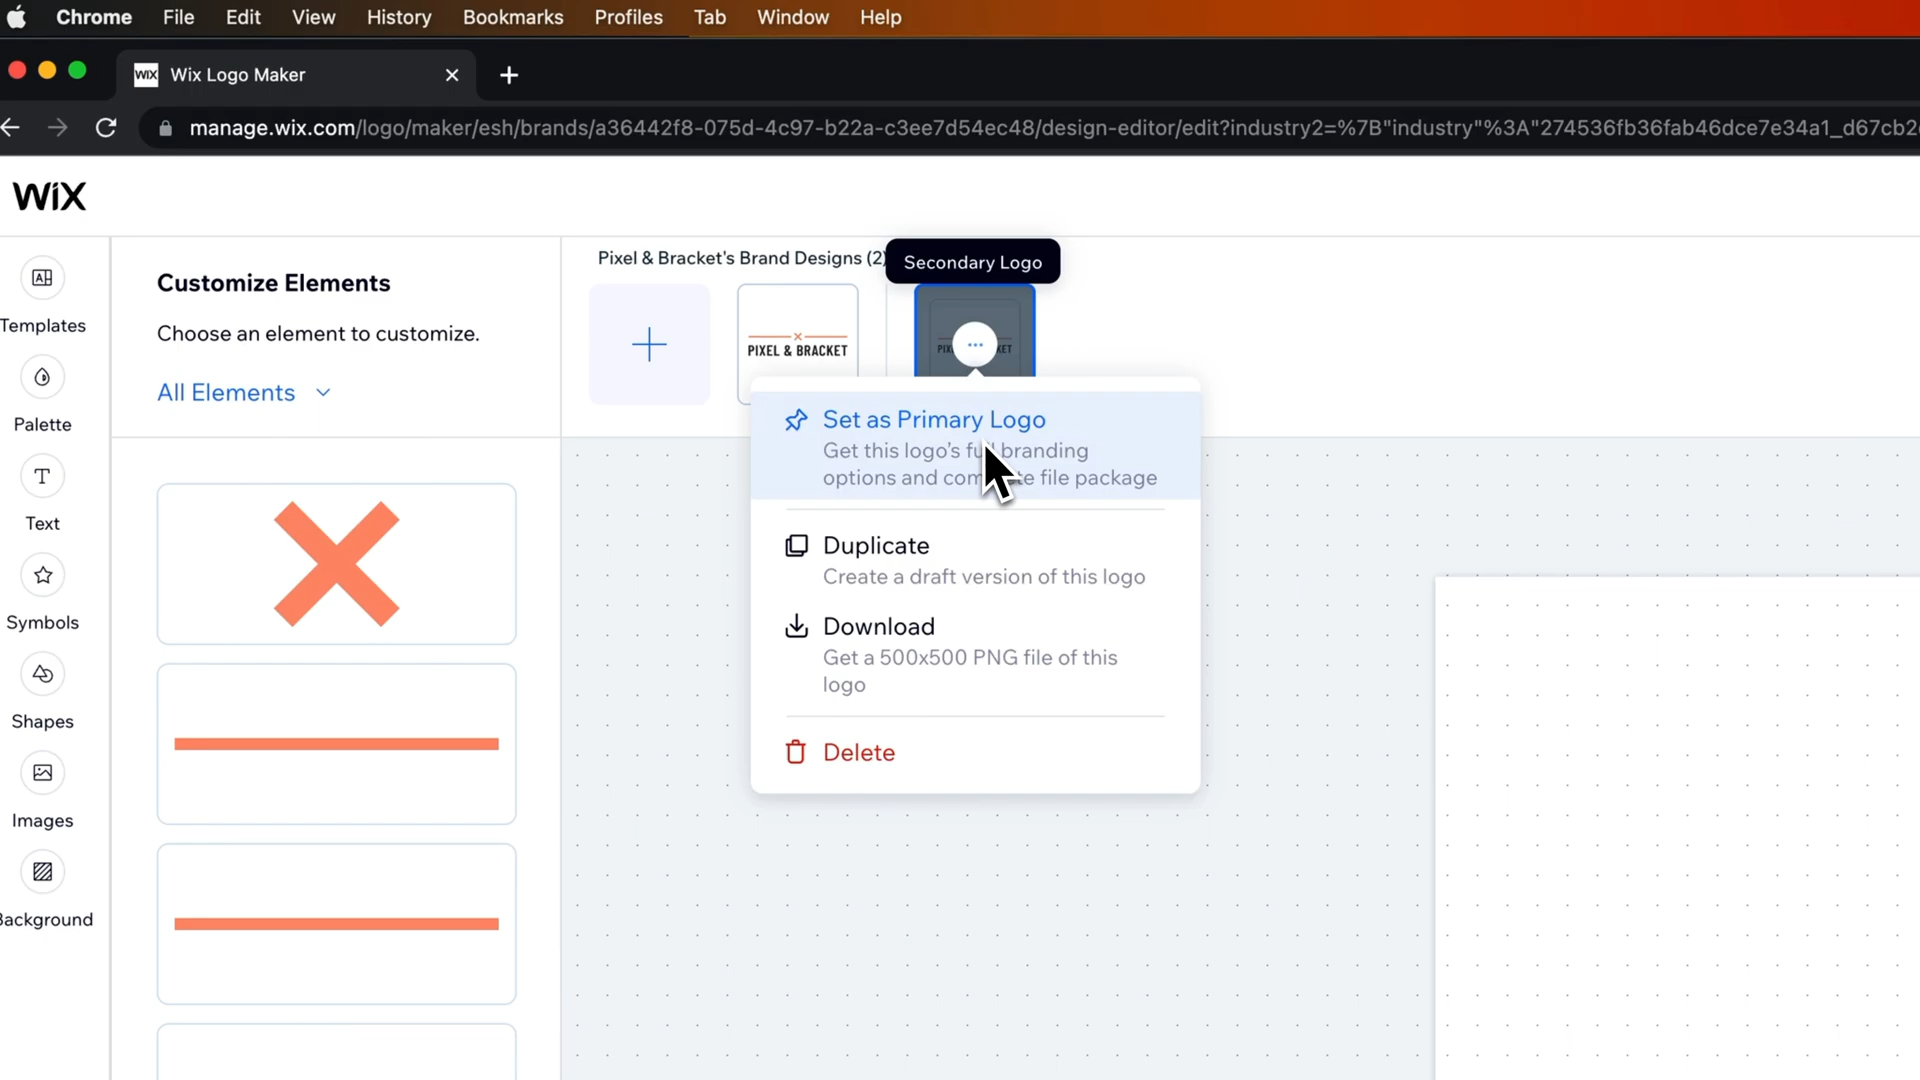 Chrome File Edit View History Bookmarks Profiles Tab Window Help
WiX Wix Logo Maker
manage.wix.com/logo/maker/esh/brands/a36442f8-075d-4c97-b22a-c3ee7d54ec48/design-editor/edit?industry2=%7B"industry"%3A"274536fb36fab46dce7e34a1_d67cb2
WiX
Templates
Palette
Text
Symbols
Shapes
Images
Background
Customize Elements
Choose an element to customize.
All Elements
Pixel & Bracket's Brand Designs (2)
Secondary Logo
PIXEL & BRACKET
Set as Primary Logo
Get this logo's full branding
options and complete file package
Duplicate
Create a draft version of this logo
Download
Get a 500x500 PNG file of this
logo
Delete